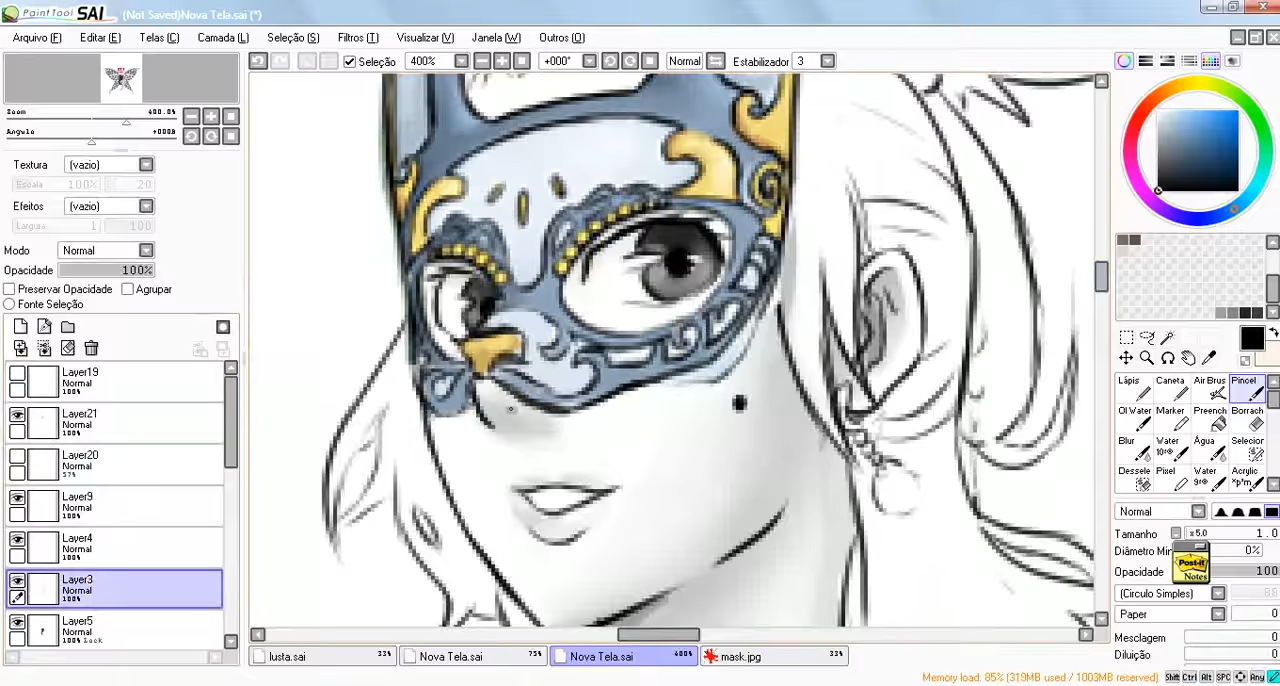 PaintTool SAI (Not Saved)Nova Tela.sai (*)
Arquivo (F) Editar (E) Telas (C) Camada (L) Seleção (S) Filtros (T) Visualizar (V) Janela (W) Outros (O)
Seleção 400% +000° Normal Estabilizador 3
Zoom 400.0%
Angulo +000θ
Textura (vazio)
Escala 100% 20
Efeitos (vazio)
Largura 1 100
Modo Normal
Opacidade 100%
Preservar Opacidade Agrupar
Fonte Seleção
Layer19
Normal
100%
Layer21
Normal
100%
Layer20
Normal
57%
Layer9
Normal
100%
Layer4
Normal
100%
Layer3
Normal
100%
Layer5
Normal
100% Lock
Lápis Caneta Air Brus Pincel
Ol Water Marker Preench Borrach
Blur Water Água Selecior
Dessele Pixel Water Acrylic
Normal
Tamanho x 5.0 1.0
Diâmetro Mír 0%
Post-it
Notes
Opacidade 100
(Circulo Simples)
Paper 0
Mesclagem 0
Diluição 0
lusta.sai 33% Nova Tela.sai 75% Nova Tela.sai 400% mask.jpg 33%
Memory load: 85% (319MB used / 1003MB reserved) Shift Ctrl Alt SPC Any